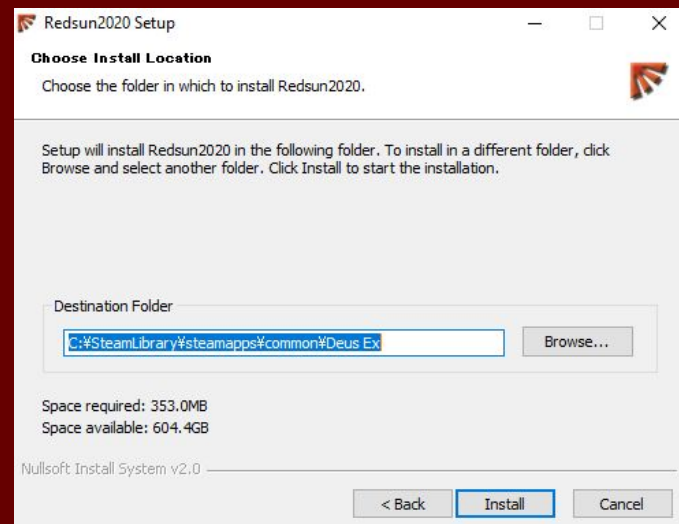 Redsun2020 Setup
Choose Install Location
Choose the folder in which to install Redsun2020.
Setup will install Redsun2020 in the following folder. To install in a different folder, click
Browse and select another folder. Click Install to start the installation.
Destination Folder
C:¥SteamLibrary¥steamapps¥common¥Deus Ex
Browse...
Space required: 353.0MB
Space available: 604.4GB
Nullsoft Install System v2.0
< Back
Install
Cancel